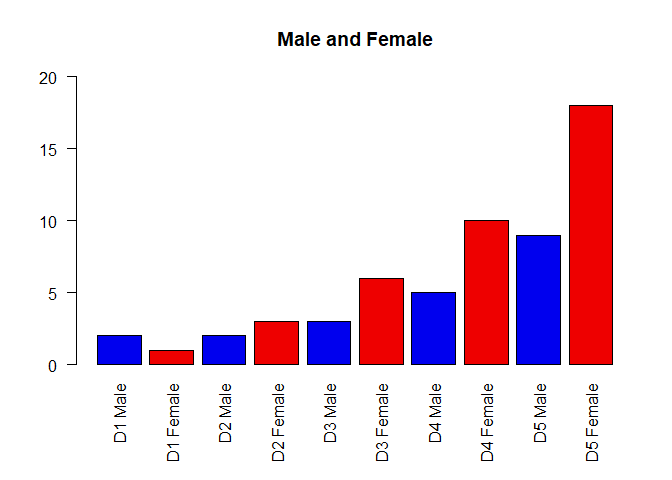 Male and Female
20
15
10
5
0
D1 Male
D1 Female
D2 Male
D2 Female
D3 Male
D3 Female
D4 Male
D4 Female
D5 Male
D5 Female